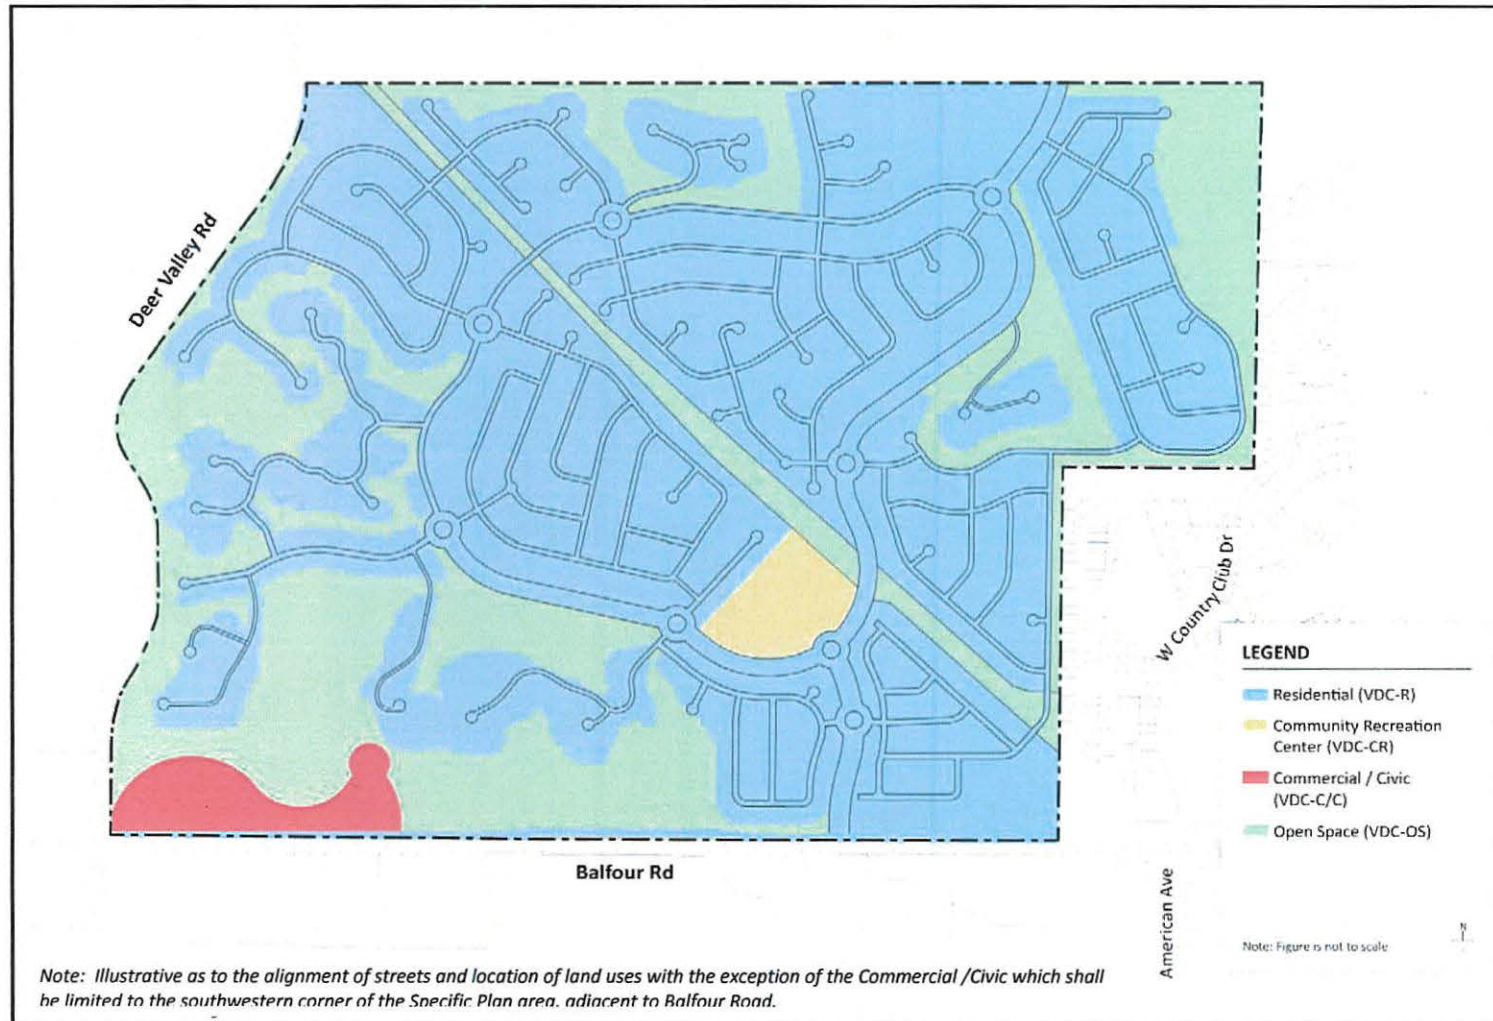 Deer Valley Rd
W Country Club Dr
LEGEND
Residential (VDC-R)
Community Recreation
Center (VDC-CR)
Commercial / Civic
(VDC-C/C)
Open Space (VDC-OS)
Balfour Rd
American Ave
Note: Figure is not to scale
N
Note: Illustrative as to the alignment of streets and location of land uses with the exception of the Commercial /Civic which shall
be limited to the southwestern corner of the Specific Plan area, adjacent to Balfour Road.